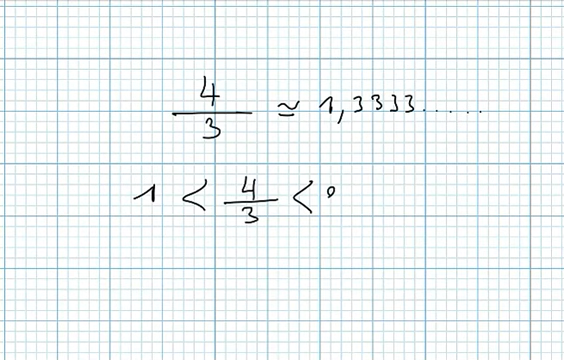 4/3 ≃ 1,3333.....
1 < 4/3 <